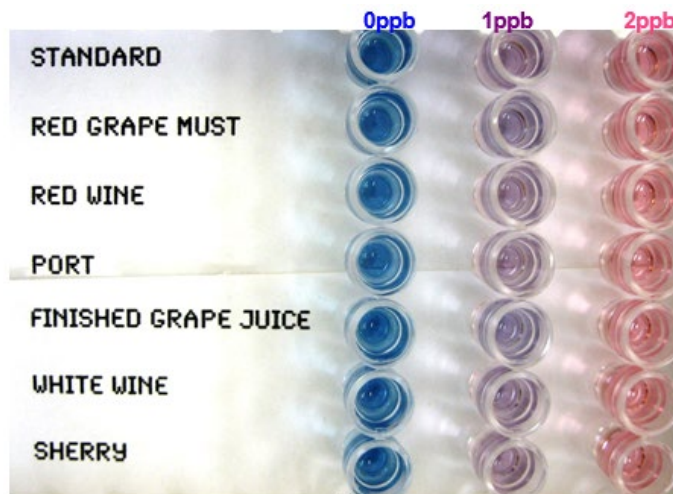 0ppb 1ppb 2ppb
STANDARD
RED GRAPE MUST
RED WINE
PORT
FINISHED GRAPE JUICE
WHITE WINE
SHERRY